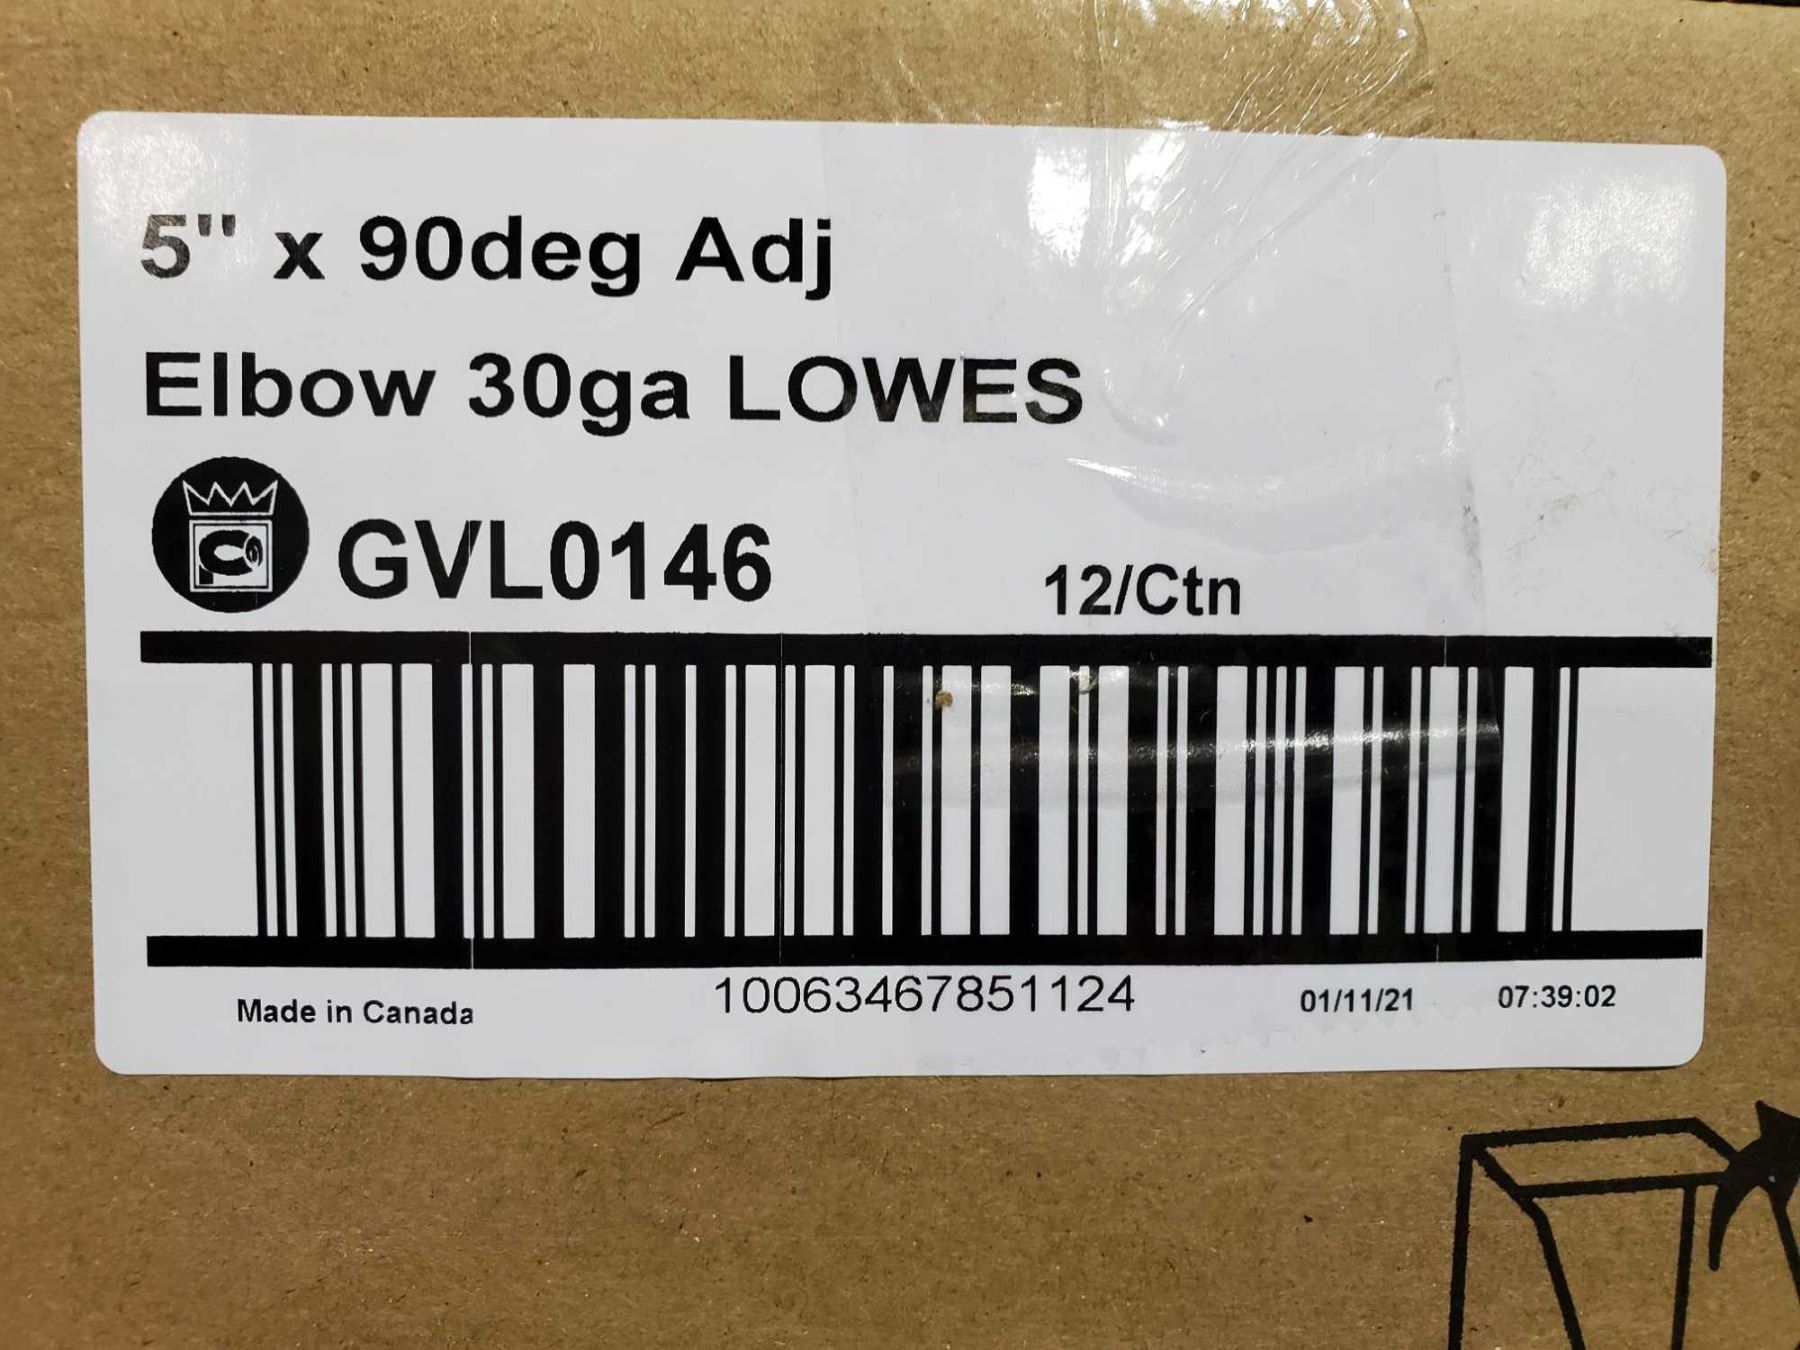 5" x 90deg Adj
Elbow 30ga LOWES
GVL0146
12/Ctn
Made in Canada
10063467851124
01/11/21
07:39:02